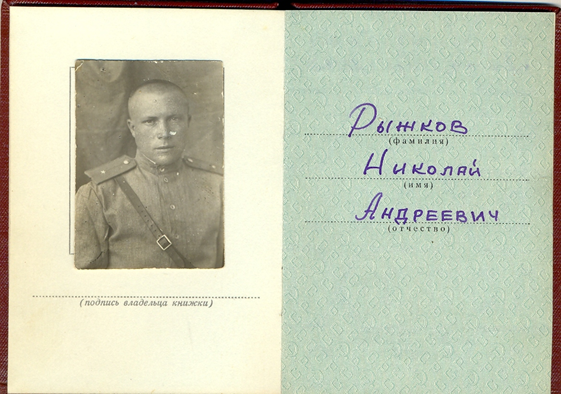 (подпись владельца книжки)
Рыжков
(фамилия)
Николай
(имя)
Андреевич
(отчество)